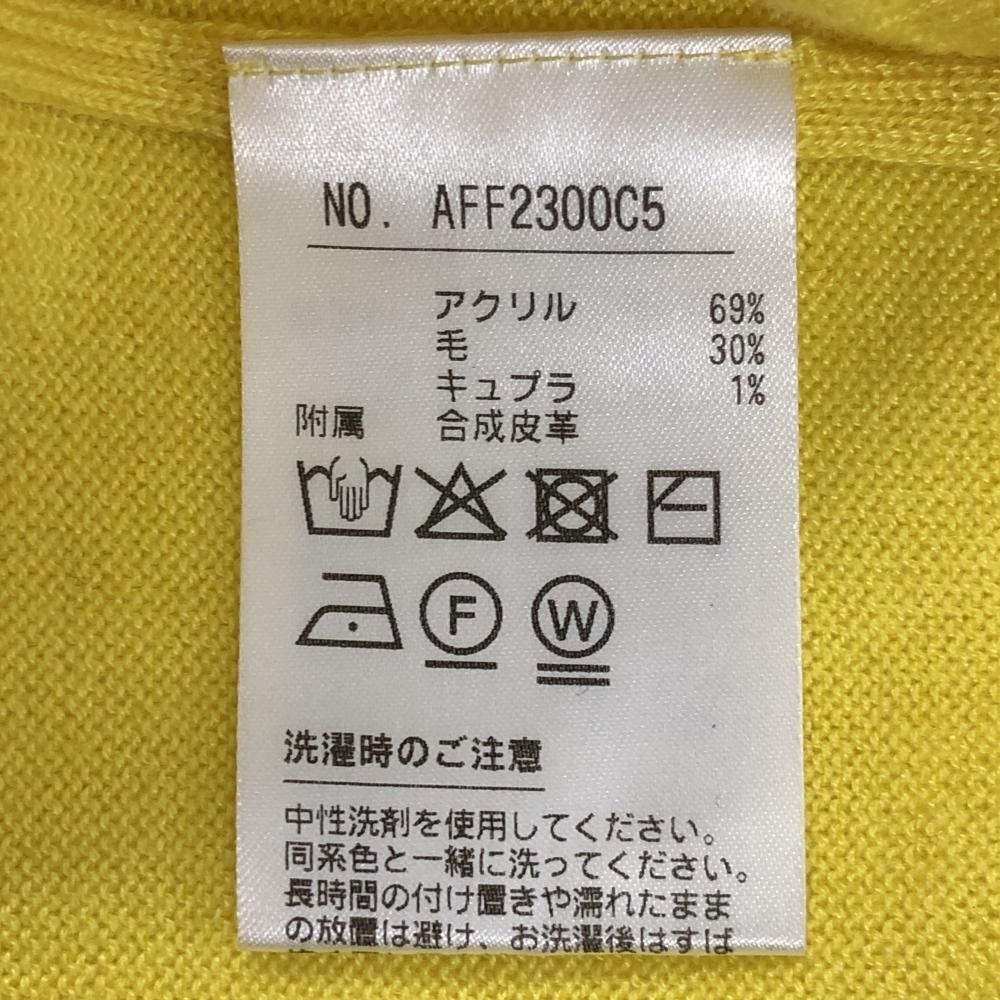 NO. AFF2300C5
アクリル 69%
毛 30%
キュプラ 1%
附属 合成皮革
F W
洗濯時のご注意
中性洗剤を使用してください。
同系色と一緒に洗ってください。
長時間の付け置きや濡れたまま
の放置は避け、お洗濯後はすば